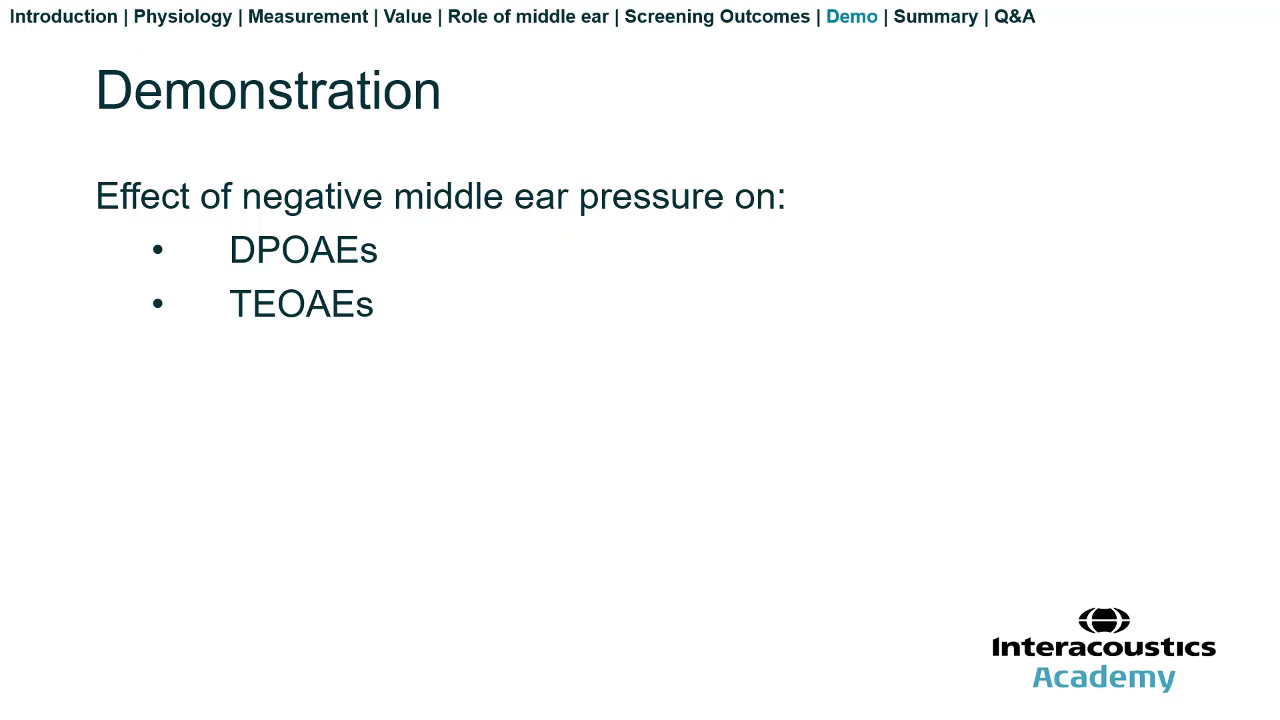 Introduction | Physiology | Measurement | Value | Role of middle ear | Screening Outcomes | Demo | Summary | Q&A
Demonstration
Effect of negative middle ear pressure on:
• DPOAEs
• TEOAEs
Interacoustics
Academy